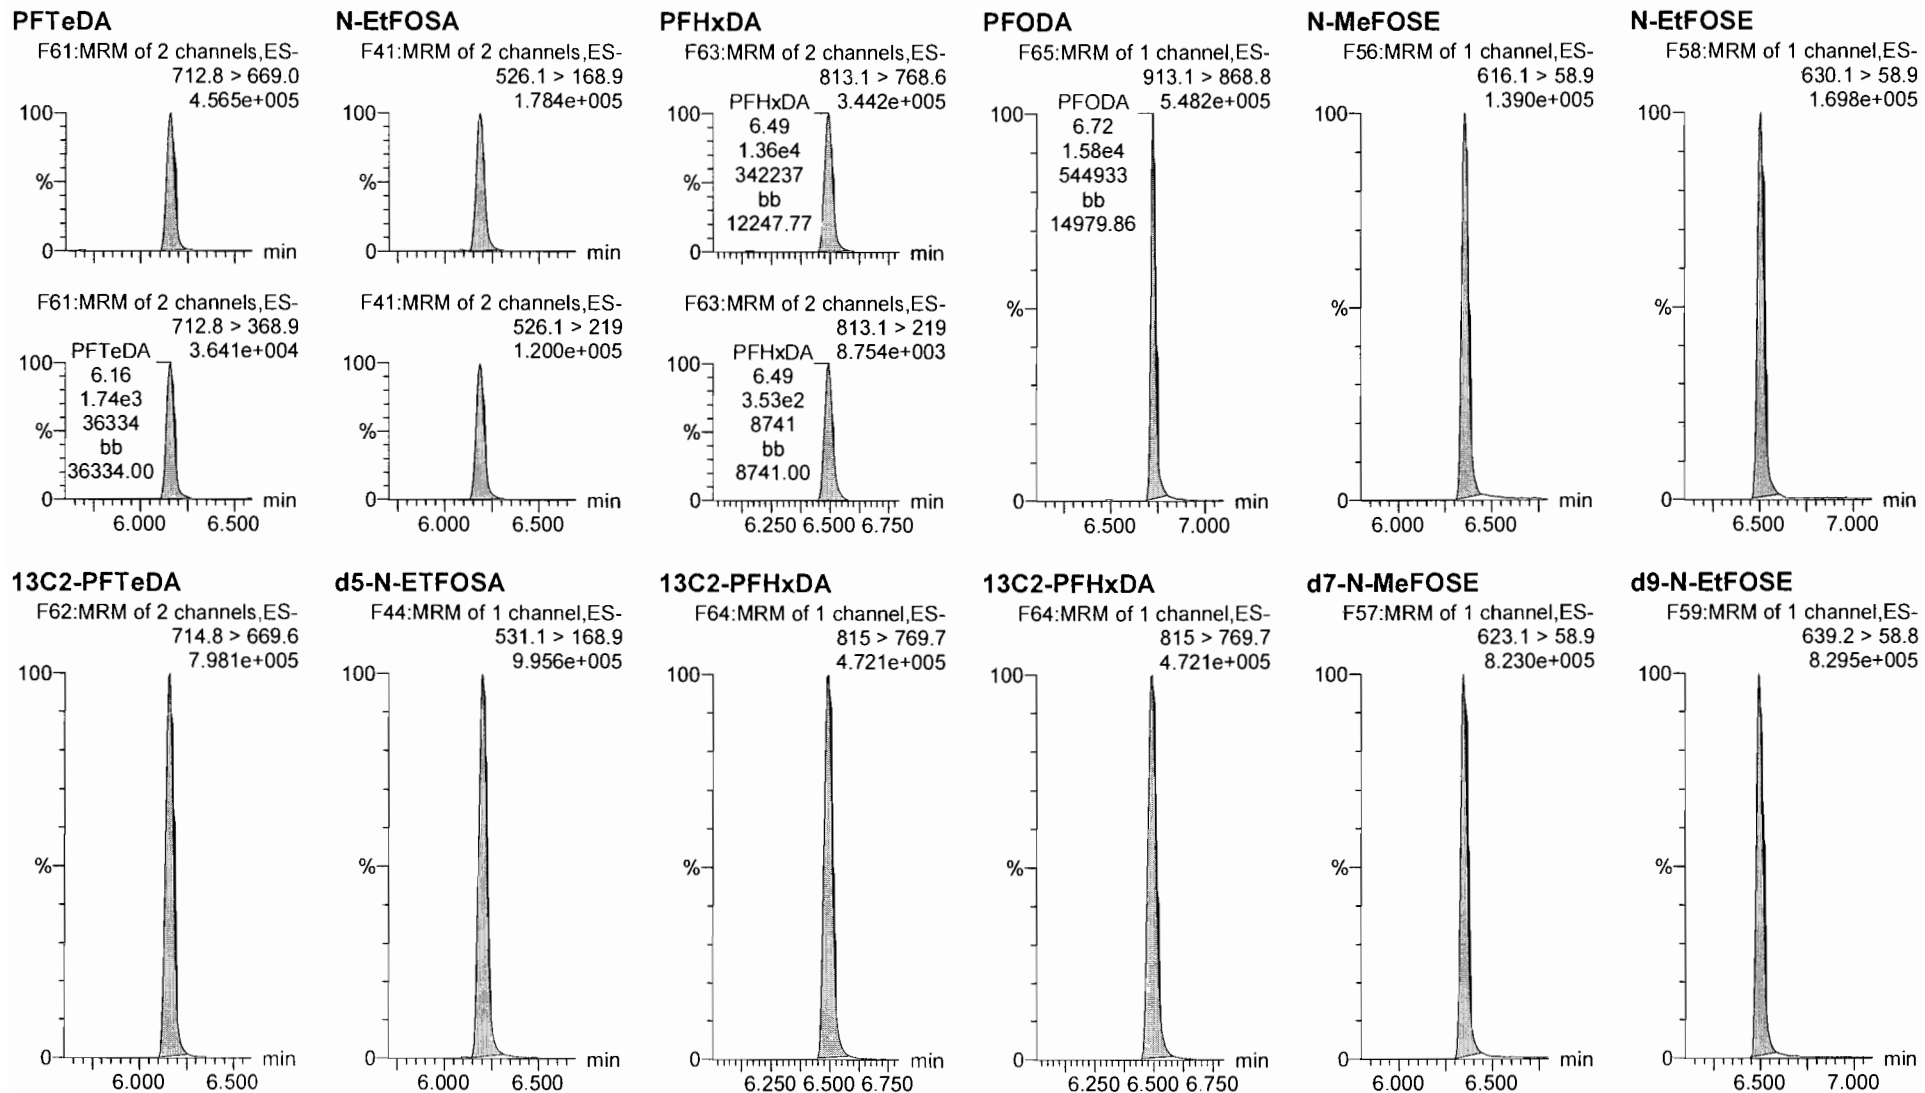 PFTeDA
F61:MRM of 2 channels,ES-
712.8 > 669.0
4.565e+005
100
%
0
min
F61:MRM of 2 channels,ES-
712.8 > 368.9
3.641e+004
PFTeDA
6.16
1.74e3
36334
bb
36334.00
100
%
0
min
6.000 6.500
N-EtFOSA
F41:MRM of 2 channels,ES-
526.1 > 168.9
1.784e+005
100
%
0
min
F41:MRM of 2 channels,ES-
526.1 > 219
1.200e+005
100
%
0
min
6.000 6.500
PFHxDA
F63:MRM of 2 channels,ES-
813.1 > 768.6
3.442e+005
PFHxDA
6.49
1.36e4
342237
bb
12247.77
100
%
0
min
F63:MRM of 2 channels,ES-
813.1 > 219
8.754e+003
PFHxDA
6.49
3.53e2
8741
bb
8741.00
100
%
0
min
6.250 6.500 6.750
PFODA
F65:MRM of 1 channel,ES-
913.1 > 868.8
5.482e+005
PFODA
6.72
1.58e4
544933
bb
14979.86
100
%
0
min
6.500 7.000
N-MeFOSE
F56:MRM of 1 channel,ES-
616.1 > 58.9
1.390e+005
100
%
0
min
6.000 6.500
N-EtFOSE
F58:MRM of 1 channel,ES-
630.1 > 58.9
1.698e+005
100
%
0
min
6.500 7.000
13C2-PFTeDA
F62:MRM of 2 channels,ES-
714.8 > 669.6
7.981e+005
100
%
0
min
6.000 6.500
d5-N-ETFOSA
F44:MRM of 1 channel,ES-
531.1 > 168.9
9.956e+005
100
%
0
min
6.000 6.500
13C2-PFHxDA
F64:MRM of 1 channel,ES-
815 > 769.7
4.721e+005
100
%
0
min
6.250 6.500 6.750
13C2-PFHxDA
F64:MRM of 1 channel,ES-
815 > 769.7
4.721e+005
100
%
0
min
6.250 6.500 6.750
d7-N-MeFOSE
F57:MRM of 1 channel,ES-
623.1 > 58.9
8.230e+005
100
%
0
min
6.000 6.500
d9-N-EtFOSE
F59:MRM of 1 channel,ES-
639.2 > 58.8
8.295e+005
100
%
0
min
6.500 7.000